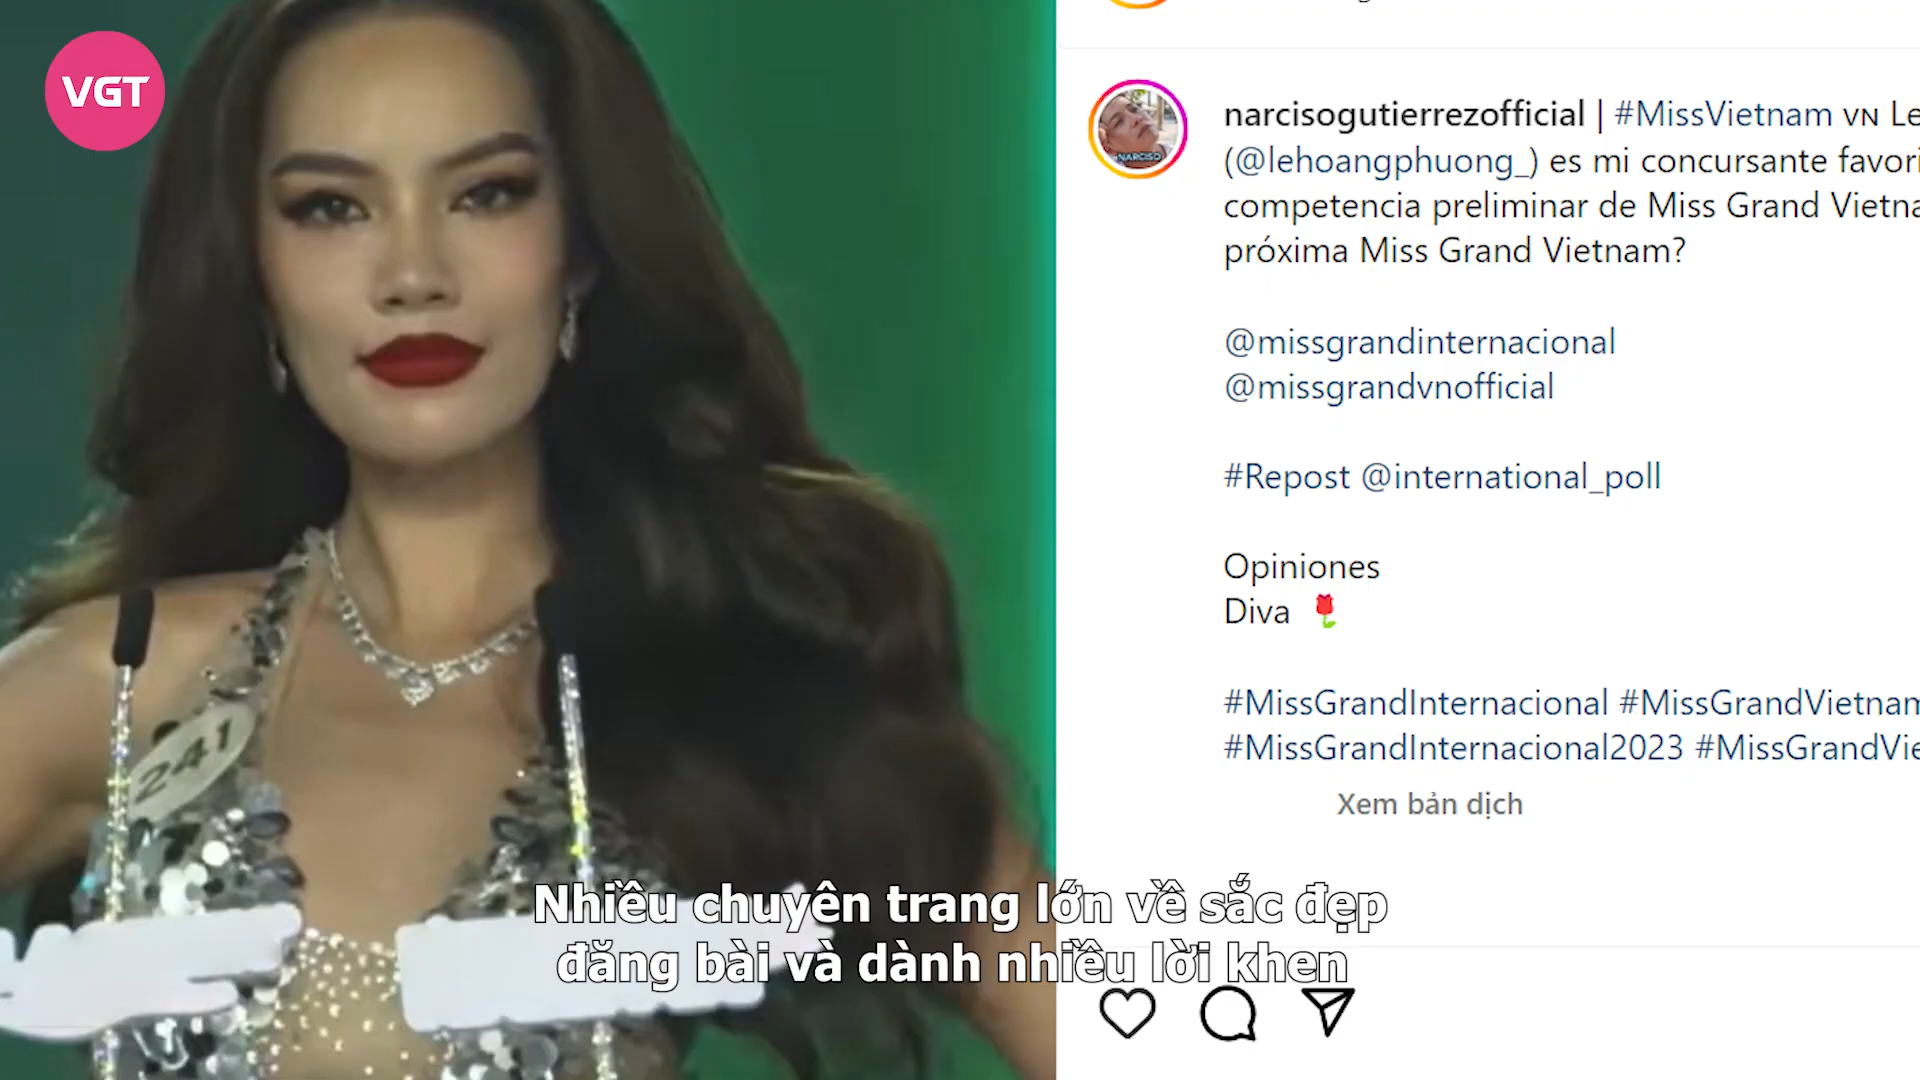 VGT
narcisogutierrezofficial | #MissVietnam VN Le
(@lehoangphuong_) es mi concursante favori
competencia preliminar de Miss Grand Vietna
próxima Miss Grand Vietnam?
@missgrandinternacional
@missgrandvnofficial
#Repost @international_poll
Opiniones
Diva
#MissGrandInternacional #MissGrandVietnam
#MissGrandInternacional2023 #MissGrandVie
Xem bản dịch
NARCISO
241
Nhiều chuyên trang lớn về sắc đẹp
đăng bài và dành nhiều lời khen